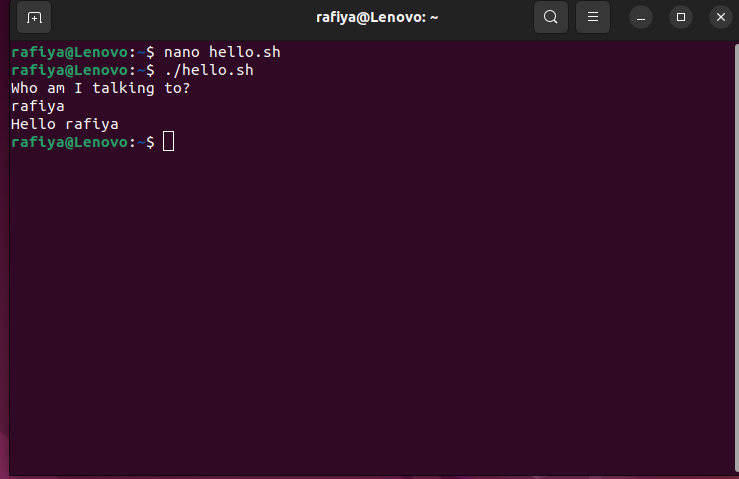 rafiya@Lenovo: ~
rafiya@Lenovo:~$ nano hello.sh
rafiya@Lenovo:~$ ./hello.sh
Who am I talking to?
rafiya
Hello rafiya
rafiya@Lenovo:~$